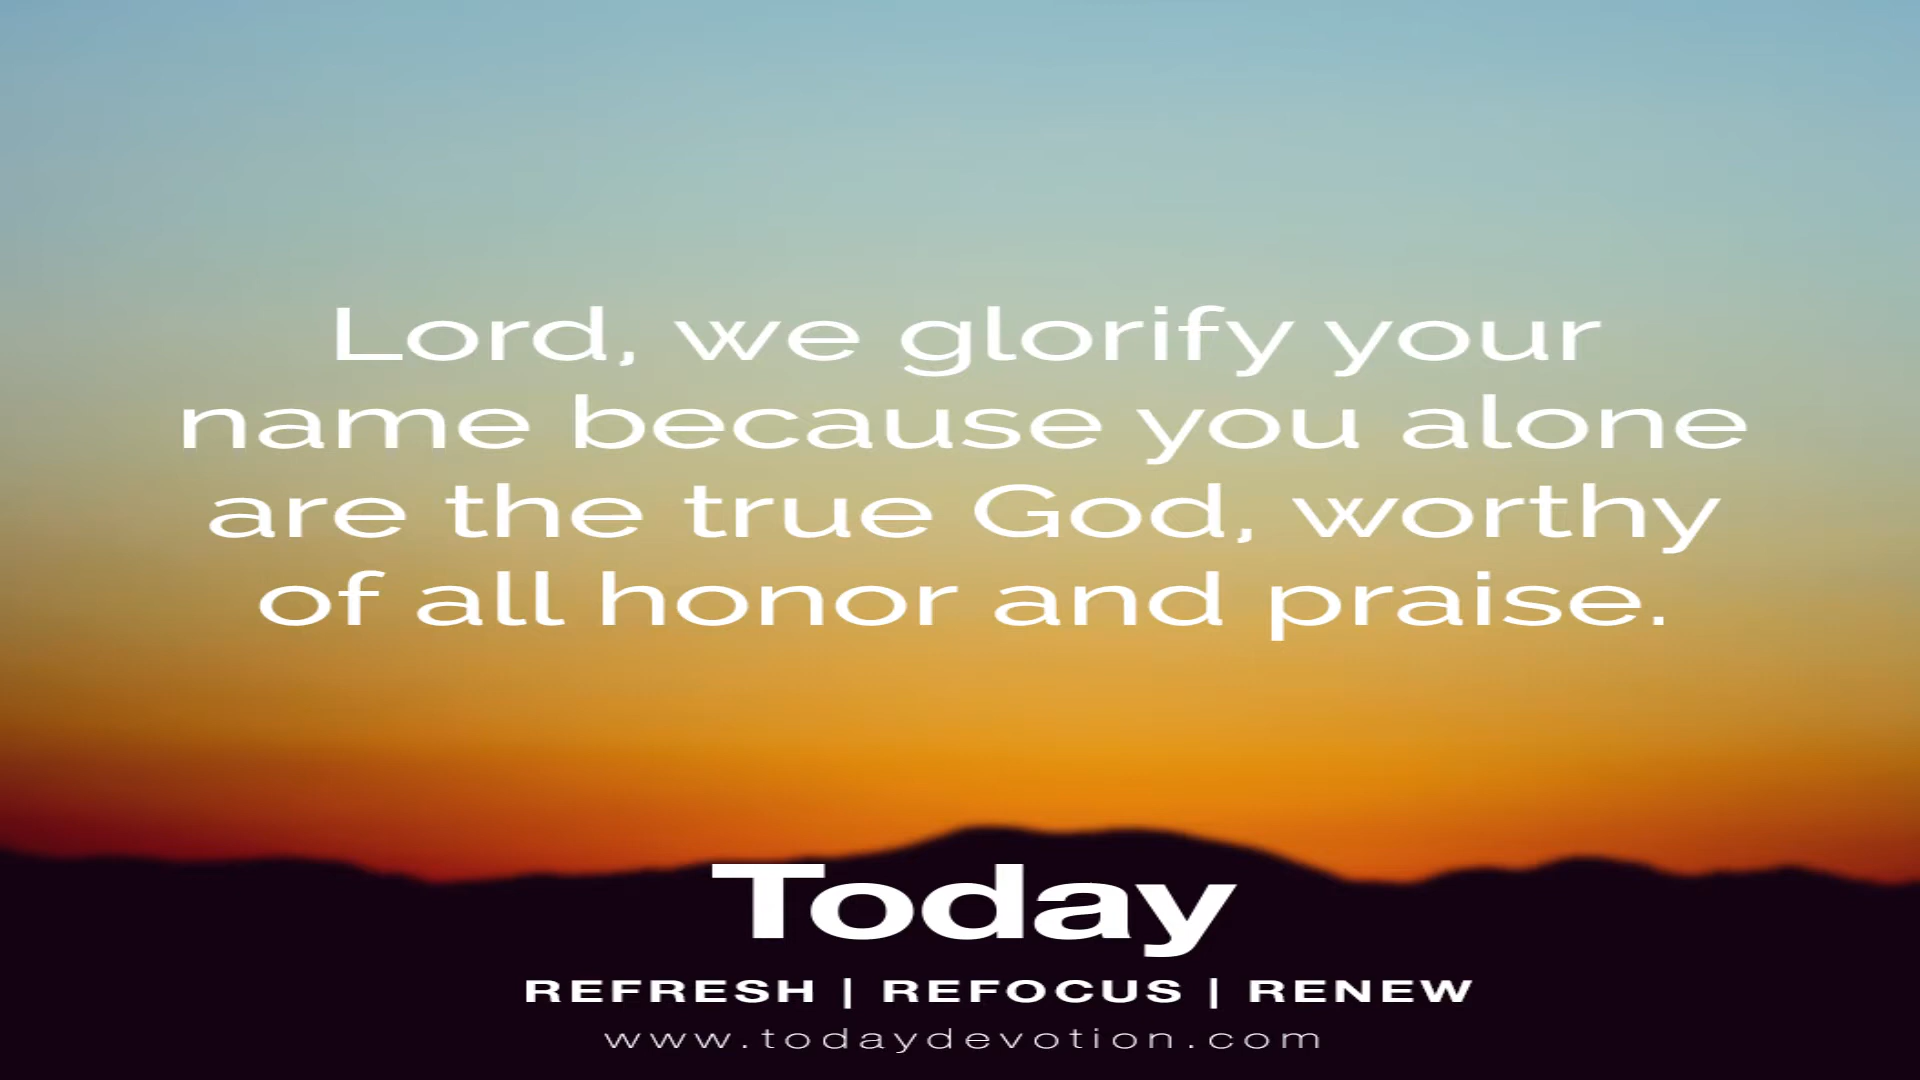 Lord, we glorify your
name because you alone
are the true God, worthy
of all honor and praise.
Today
REFRESH | REFOCUS | RENEW
www.todaydevotion.com